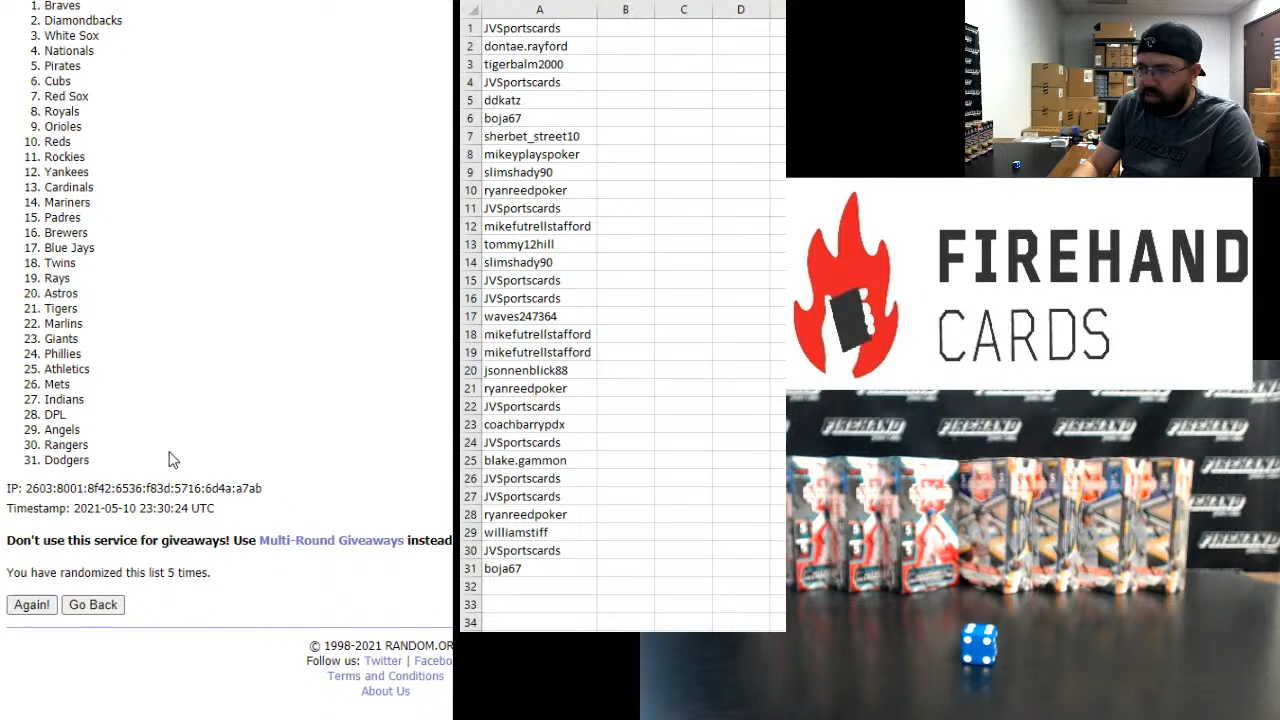 1. Braves
2. Diamondbacks
3. White Sox
4. Nationals
5. Pirates
6. Cubs
7. Red Sox
8. Royals
9. Orioles
10. Reds
11. Rockies
12. Yankees
13. Cardinals
14. Mariners
15. Padres
16. Brewers
17. Blue Jays
18. Twins
19. Rays
20. Astros
21. Tigers
22. Marlins
23. Giants
24. Phillies
25. Athletics
26. Mets
27. Indians
28. DPL
29. Angels
30. Rangers
31. Dodgers
IP: 2603:8001:8f42:6536:f83d:5716:6d4a:a7ab
Timestamp: 2021-05-10 23:30:24 UTC
Don't use this service for giveaways! Use Multi-Round Giveaways instead
You have randomized this list 5 times.
Again! Go Back
© 1998-2021 RANDOM.OR
Follow us: Twitter | Facebo
Terms and Conditions
About Us
A B C D
1 JVSportscards
2 dontae.rayford
3 tigerbalm2000
4 JVSportscards
5 ddkatz
6 boja67
7 sherbet_street10
8 mikeyplayspoker
9 slimshady90
10 ryanreedpoker
11 JVSportscards
12 mikefutrellstafford
13 tommy12hill
14 slimshady90
15 JVSportscards
16 JVSportscards
17 waves247364
18 mikefutrellstafford
19 mikefutrellstafford
20 jsonnenblick88
21 ryanreedpoker
22 JVSportscards
23 coachbarrypdx
24 JVSportscards
25 blake.gammon
26 JVSportscards
27 JVSportscards
28 ryanreedpoker
29 williamstiff
30 JVSportscards
31 boja67
32
33
34
FIREHAND
CARDS
FIREHAND
FIREHAND
FIREHAND